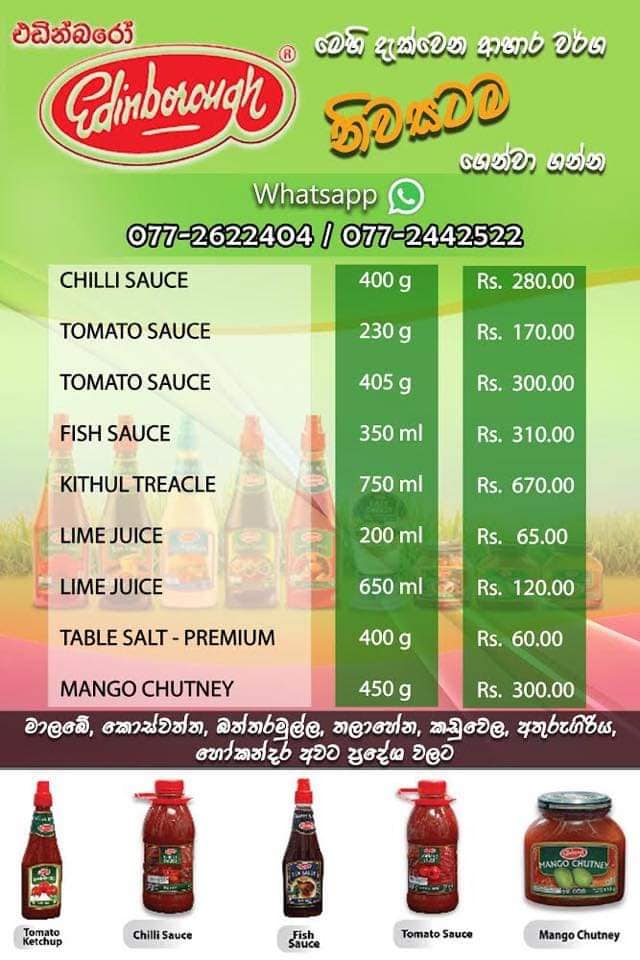 එඩින්බරෝ
Edinborough ®
මෙහි දැක්වෙන ආහාර වර්ග
නිවසටම
ගෙන්වා ගන්න
Whatsapp
077-2622404 / 077-2442522
CHILLI SAUCE 400 g Rs. 280.00
TOMATO SAUCE 230 g Rs. 170.00
TOMATO SAUCE 405 g Rs. 300.00
FISH SAUCE 350 ml Rs. 310.00
KITHUL TREACLE 750 ml Rs. 670.00
LIME JUICE 200 ml Rs. 65.00
LIME JUICE 650 ml Rs. 120.00
TABLE SALT - PREMIUM 400 g Rs. 60.00
MANGO CHUTNEY 450 g Rs. 300.00
මාලබේ, කොස්වත්ත, බත්තරමුල්ල, තලාහේන, කඩුවෙල, අතුරුගිරිය,
හෝකන්දර අවට ප්‍රදේශ වලට
MANGO CHUTNEY
Tomato Ketchup
Chilli Sauce
Fish Sauce
Tomato Sauce
Mango Chutney